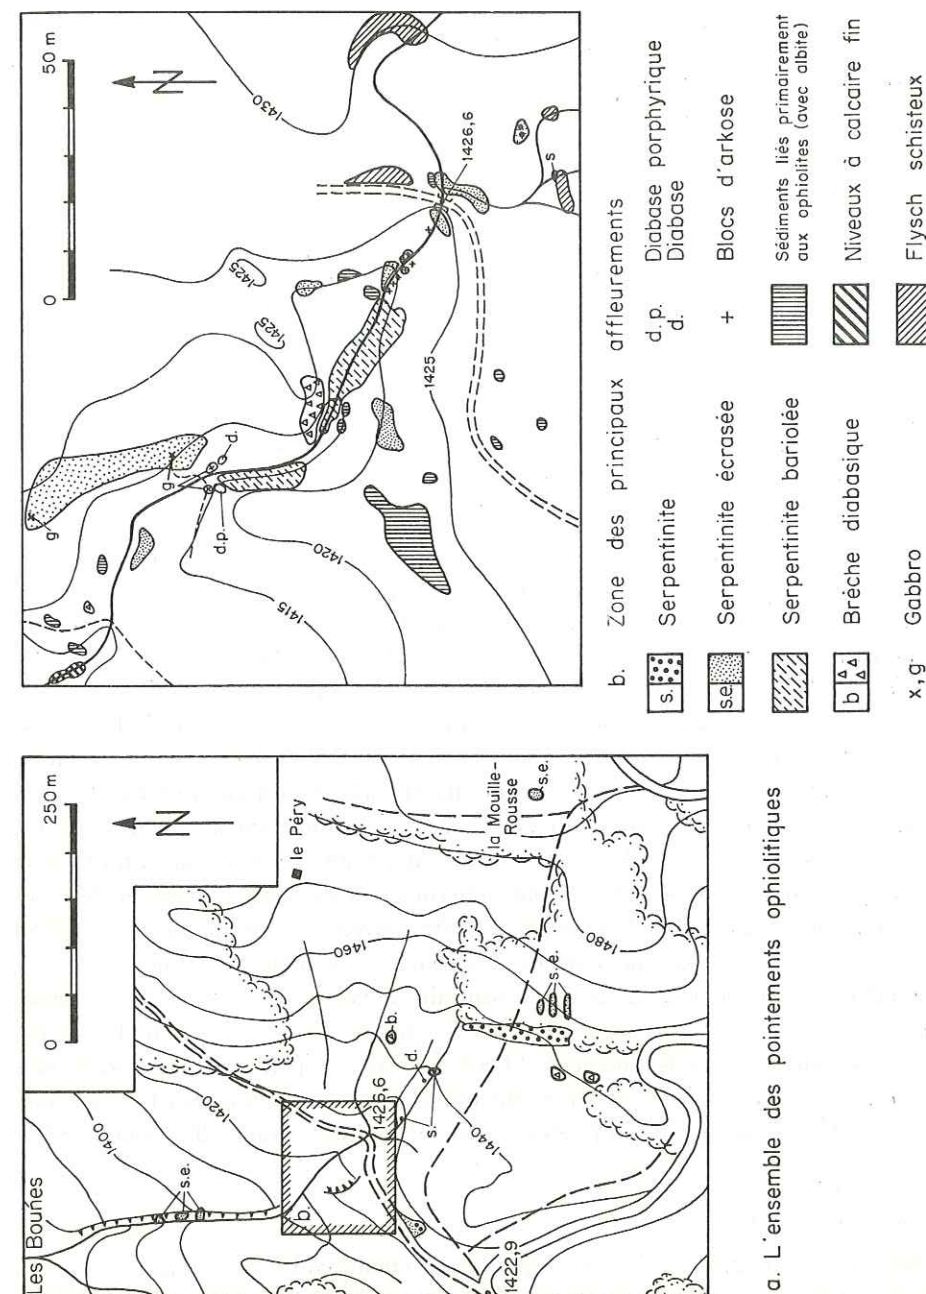 0
50 m
N
1430
1425
1425
1426,6
s
g
g
d.
d.p.
1425
1420
1415
b. Zone des principaux affleurements
s. Serpentinite
s.e. Serpentinite écrasée
Serpentinite bariolée
b Brèche diabasique
x,g Gabbro
d.p. Diabase porphyrique
d. Diabase
+ Blocs d'arkose
Sédiments liés primairement
aux ophiolites (avec albite)
Niveaux à calcaire fin
Flysch schisteux
0
250 m
N
Les Bounes
le Péry
la Mouille-
Rousse
s.e.
1400
1420
s.e.
1460
b.
b.
1426,6
d.
s.
1440
s.e.
1480
1422,9
a. L'ensemble des pointements ophiolitiques